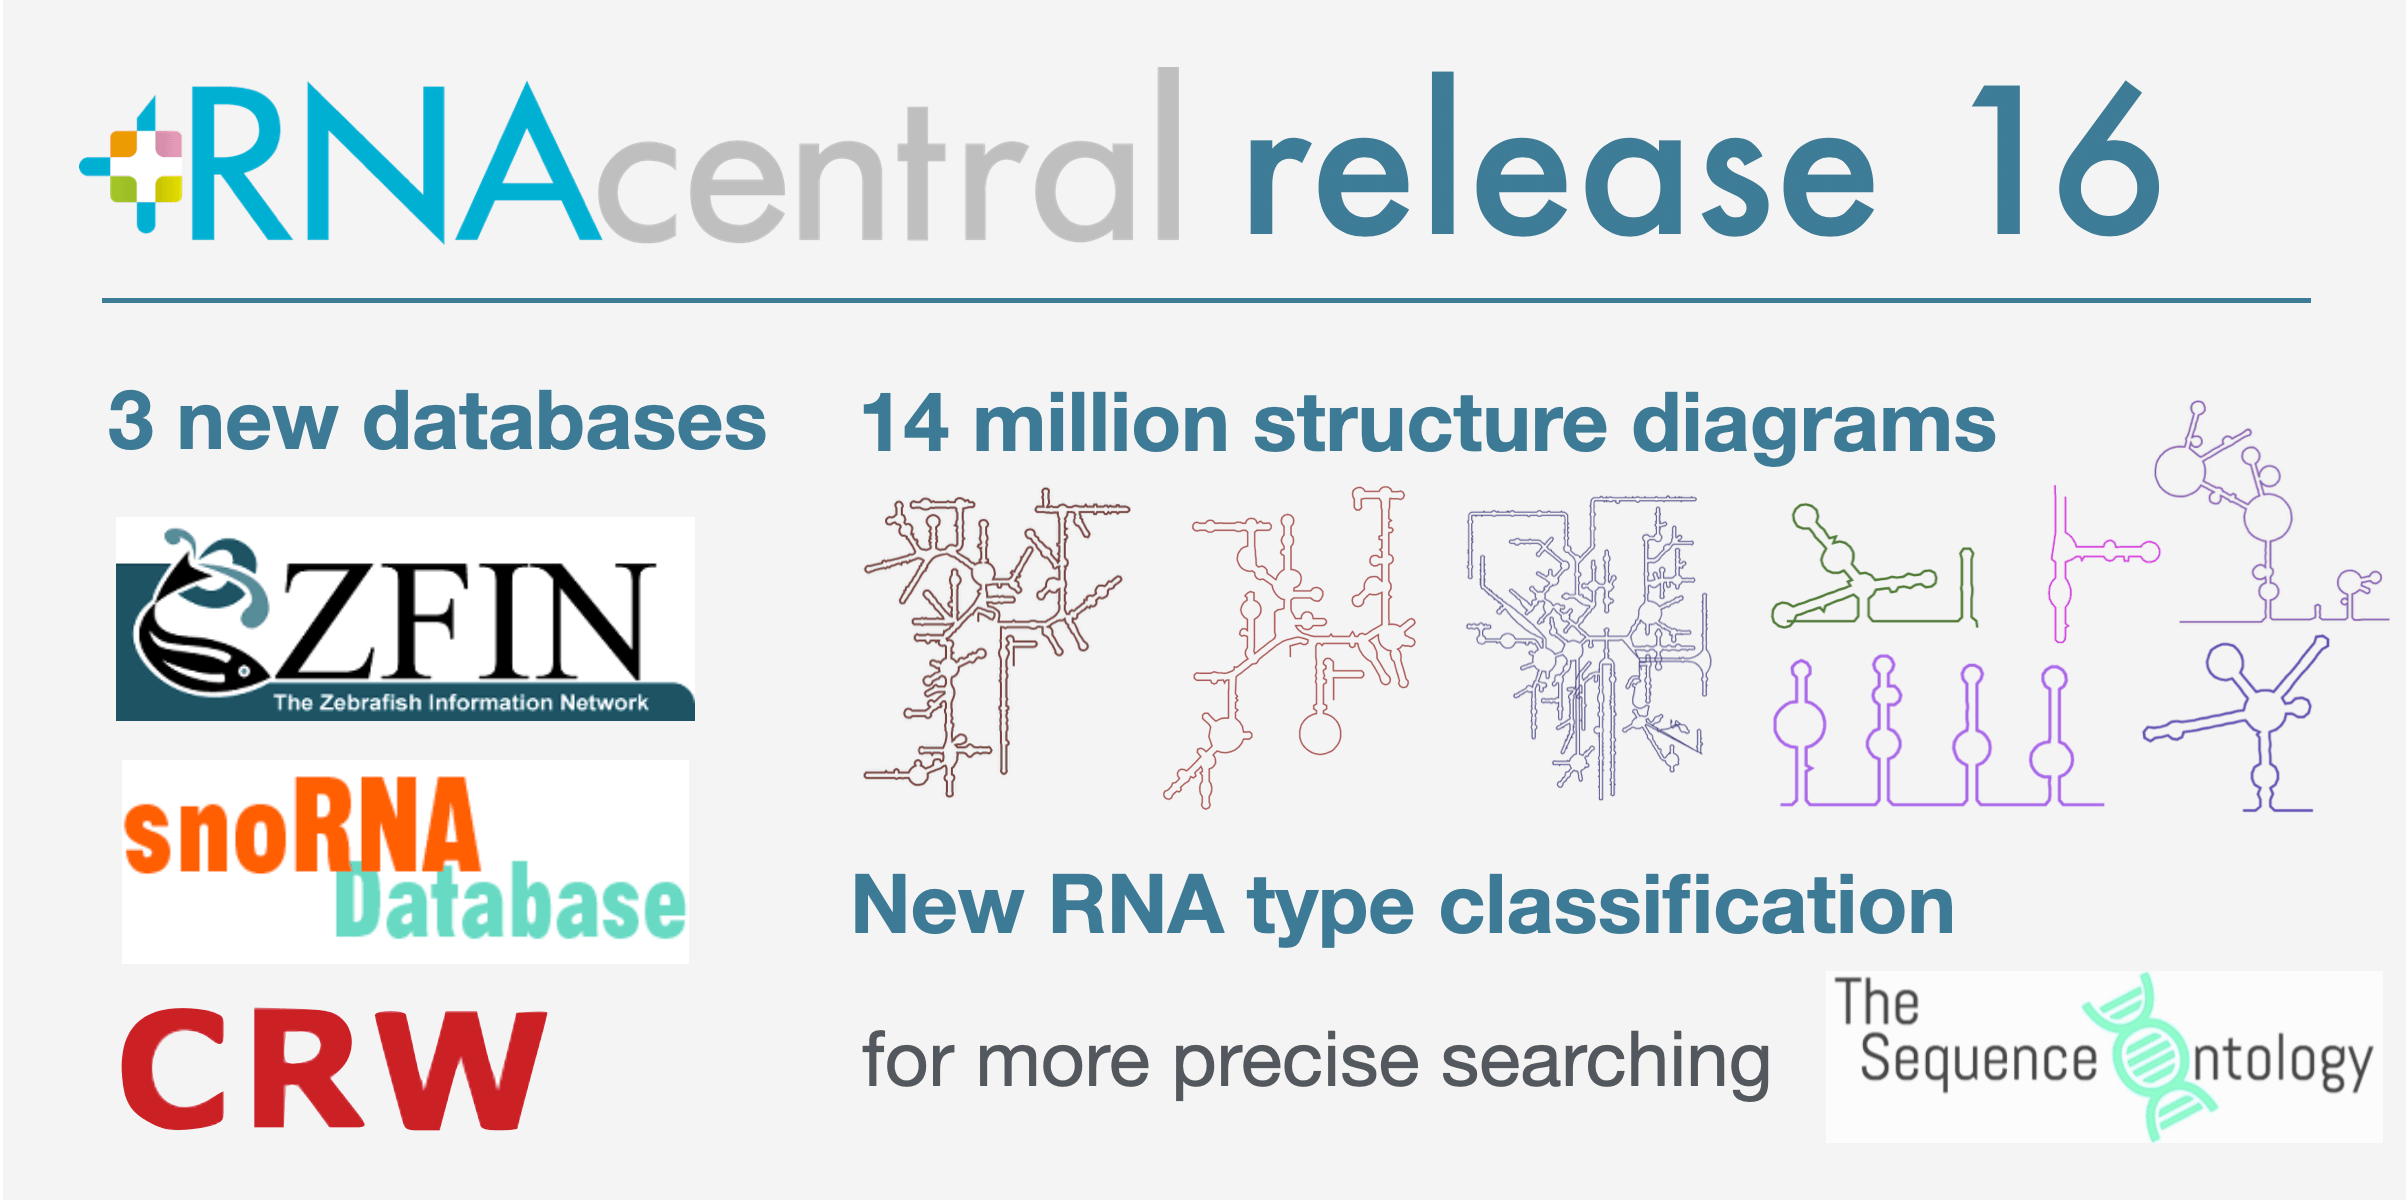 RNAcentral release 16
3 new databases
ZFIN
The Zebrafish Information Network
snoRNA
Database
CRW
14 million structure diagrams
New RNA type classification
for more precise searching
The
Sequence Ontology